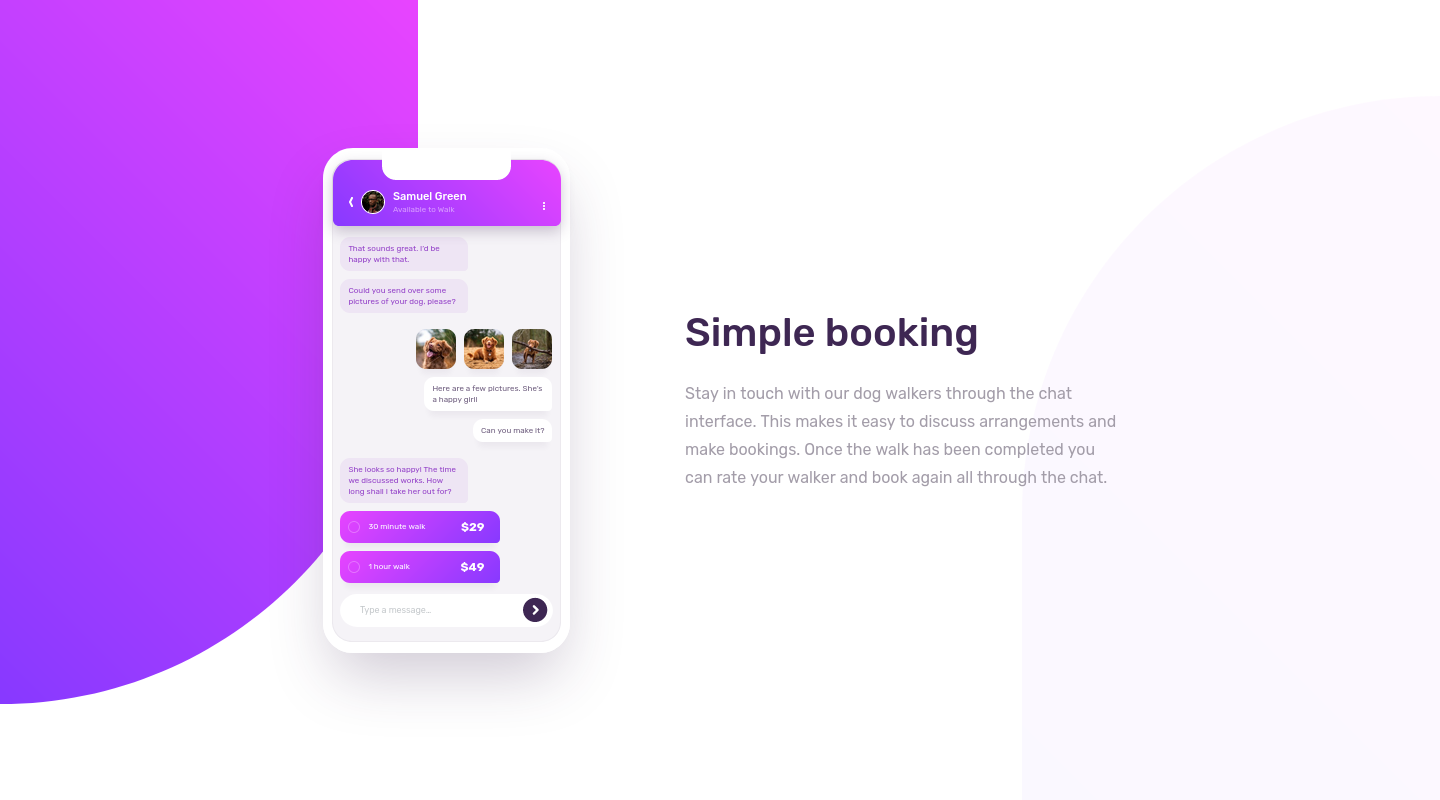 Samuel Green
Available to Walk
That sounds great. I'd be
happy with that.
Could you send over some
pictures of your dog, please?
Here are a few pictures. She's
a happy girl!
Can you make it?
She looks so happy! The time
we discussed works. How
long shall I take her out for?
30 minute walk $29
1 hour walk $49
Type a message...
Simple booking
Stay in touch with our dog walkers through the chat
interface. This makes it easy to discuss arrangements and
make bookings. Once the walk has been completed you
can rate your walker and book again all through the chat.